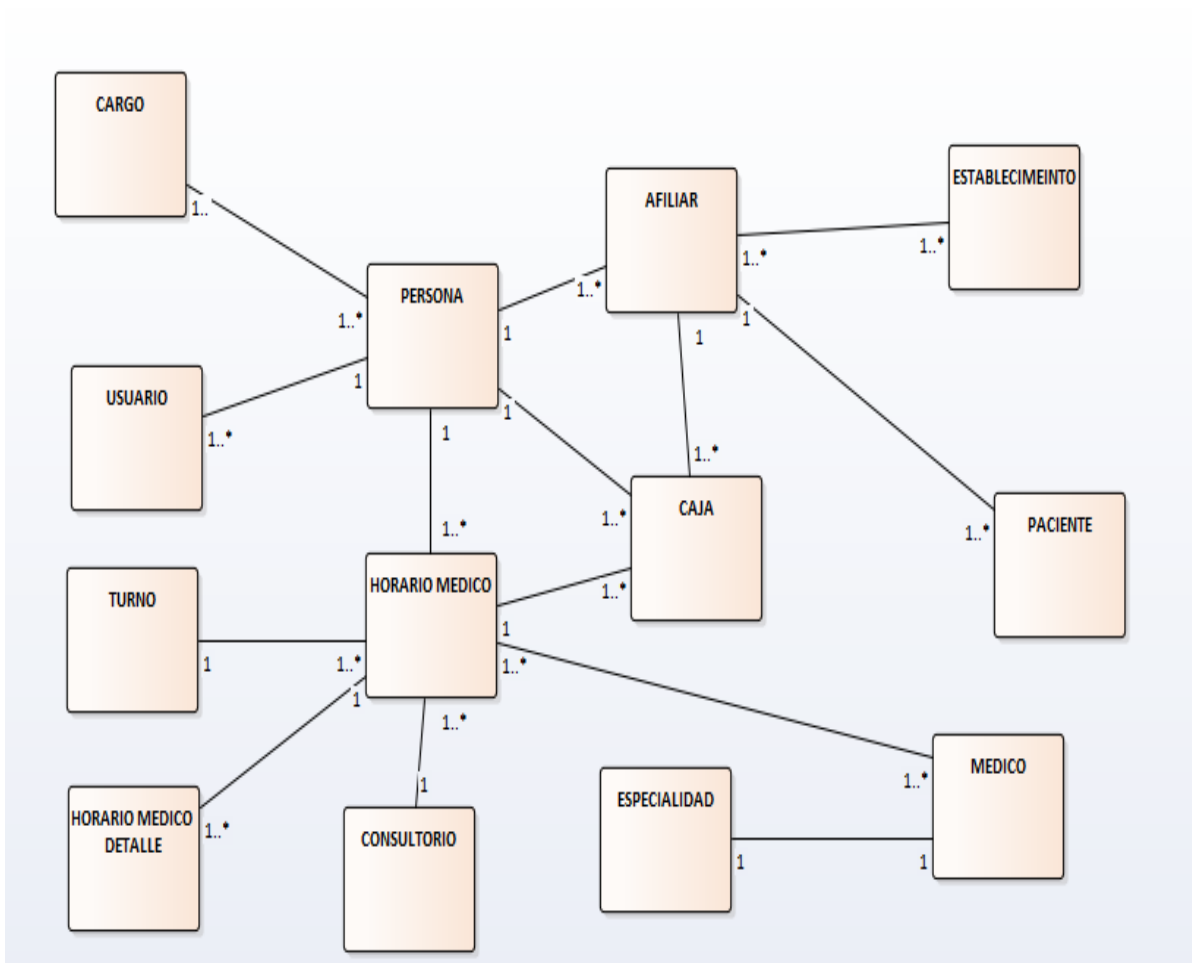 CARGO
ESTABLECIMEINTO
AFILIAR
1..
1..*
1..*
PERSONA
1..*
1..*
1
1
1
USUARIO
1
1
1..*
1
1..*
CAJA
1..*
1..*
PACIENTE
1..*
HORARIO MEDICO
TURNO
1..*
1
1
1..*
1..*
1
1..*
MEDICO
1
1..*
ESPECIALIDAD
HORARIO MEDICO
DETALLE
1..*
CONSULTORIO
1
1